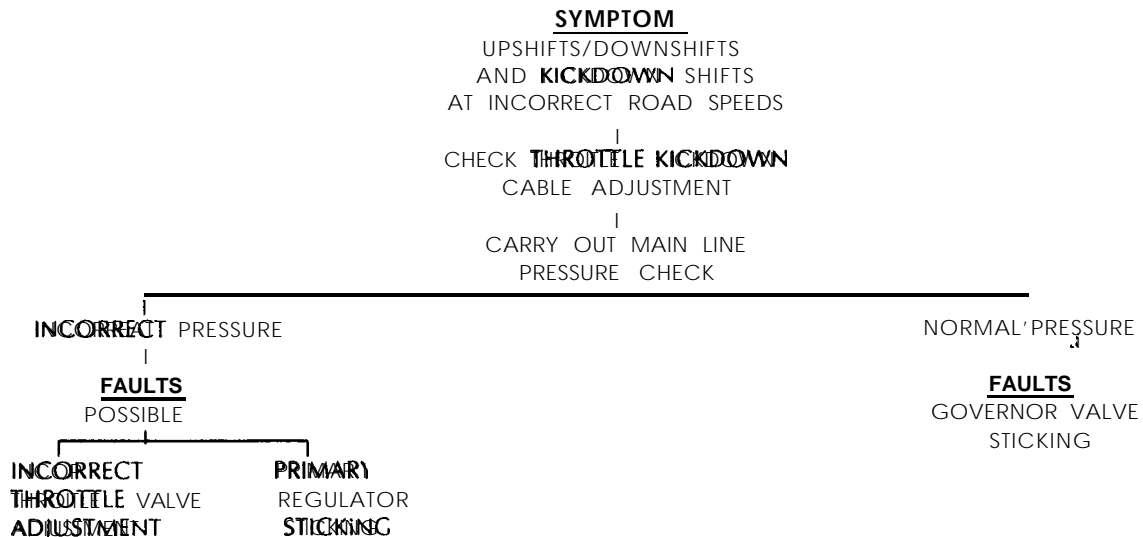 SYMPTOM
UPSHIFTS/DOWNSHIFTS
AND KICKDOWN SHIFTS
AT INCORRECT ROAD SPEEDS
CHECK THROTTLE KICKDOWN
CABLE ADJUSTMENT
CARRY OUT MAIN LINE
PRESSURE CHECK
INCORRECT PRESSURE
FAULTS
POSSIBLE
INCORRECT
THROTTLE VALVE
ADJUSTMENT
PRIMARY
REGULATOR
STICKING
NORMAL'PRESSURE
FAULTS
GOVERNOR VALVE
STICKING